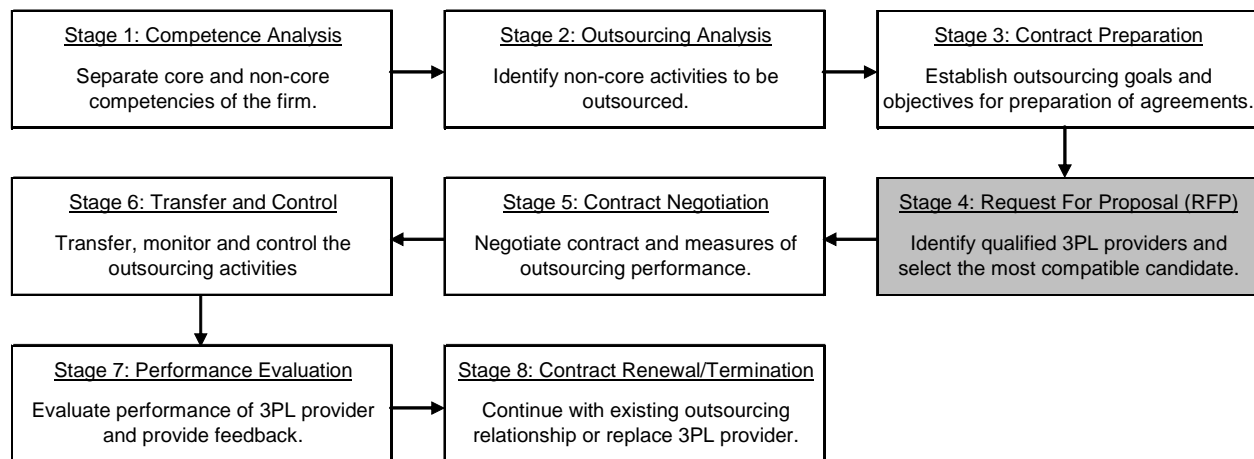 Stage 1: Competence Analysis
Separate core and non-core
competencies of the firm.
Stage 2: Outsourcing Analysis
Identify non-core activities to be
outsourced.
Stage 3: Contract Preparation
Establish outsourcing goals and
objectives for preparation of agreements.
Stage 4: Request For Proposal (RFP)
Identify qualified 3PL providers and
select the most compatible candidate.
Stage 5: Contract Negotiation
Negotiate contract and measures of
outsourcing performance.
Stage 6: Transfer and Control
Transfer, monitor and control the
outsourcing activities
Stage 7: Performance Evaluation
Evaluate performance of 3PL provider
and provide feedback.
Stage 8: Contract Renewal/Termination
Continue with existing outsourcing
relationship or replace 3PL provider.